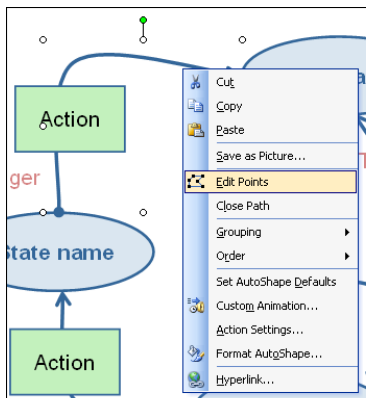 Action
ger
State name
Action
a
T
Cut
Copy
Paste
Save as Picture...
Edit Points
Close Path
Grouping
Order
Set AutoShape Defaults
Custom Animation...
Action Settings...
Format AutoShape...
Hyperlink...